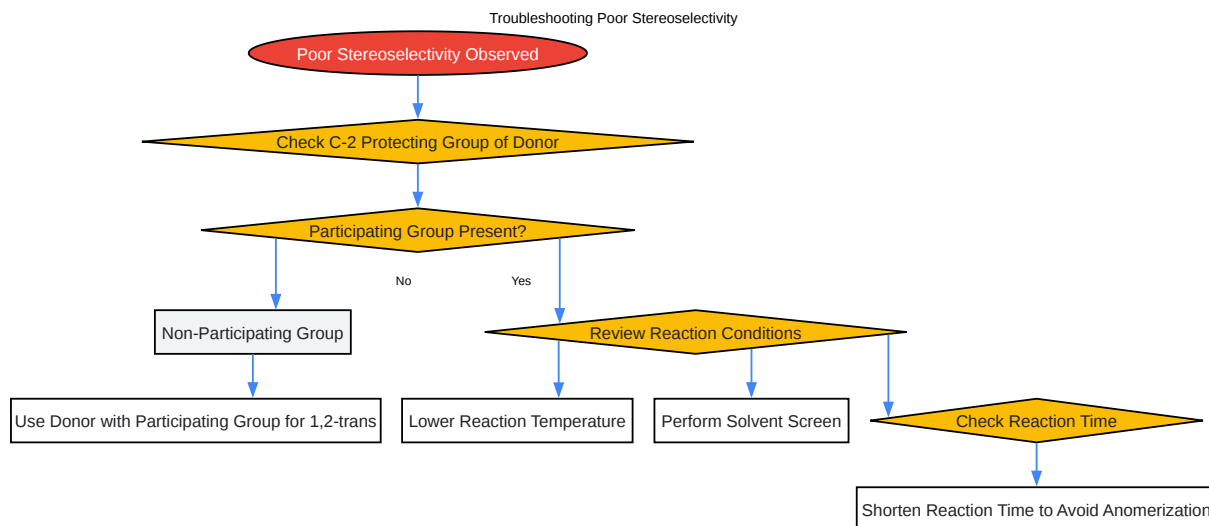 Troubleshooting Poor Stereoselectivity
Poor Stereoselectivity Observed
Check C-2 Protecting Group of Donor
Participating Group Present?
No
Yes
Non-Participating Group
Review Reaction Conditions
Use Donor with Participating Group for 1,2-trans
Lower Reaction Temperature
Perform Solvent Screen
Check Reaction Time
Shorten Reaction Time to Avoid Anomerization